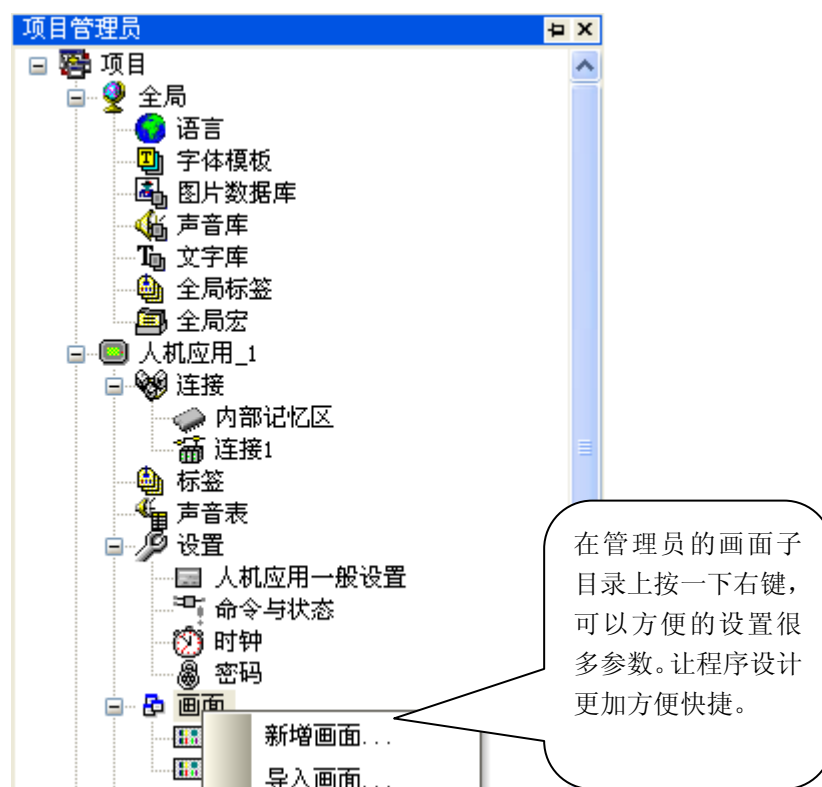 项目管理员
项目
全局
语言
字体模板
图片数据库
声音库
文字库
全局标签
全局宏
人机应用_1
连接
内部记忆区
连接1
标签
声音表
设置
人机应用一般设置
命令与状态
时钟
密码
画面
新增画面...
导入画面...
在管理员的画面子
目录上按一下右键，
可以方便的设置很
多参数。让程序设计
更加方便快捷。